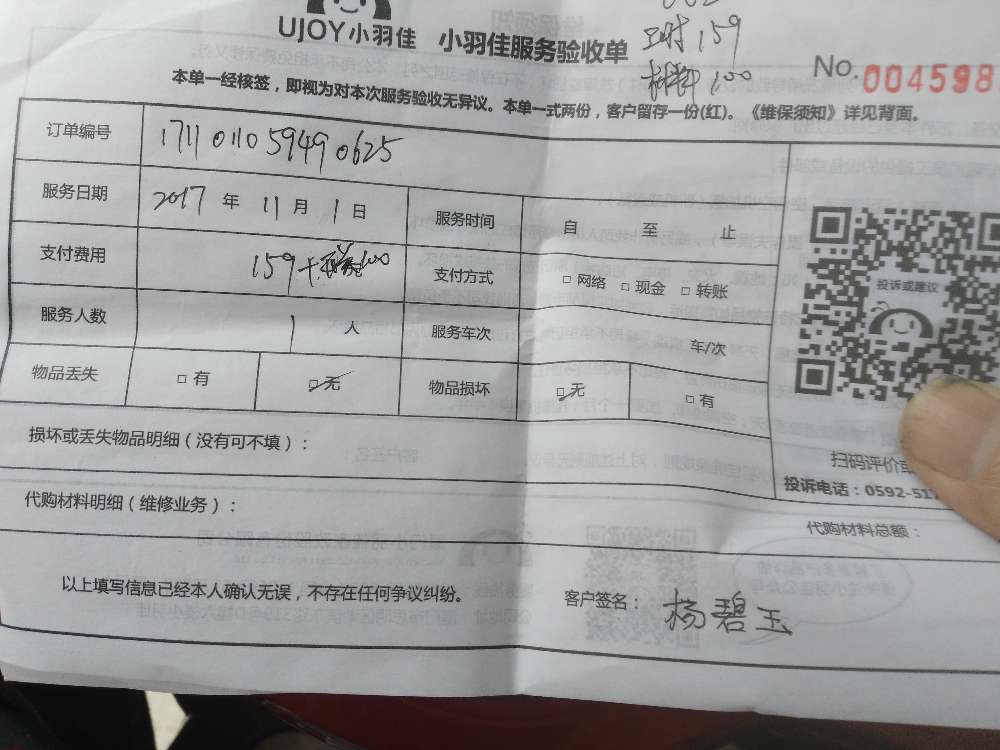 UJOY小羽佳 小羽佳服务验收单
159
材料100
No.004598
本单一经核签，即视为对本次服务验收无异议。本单一式两份，客户留存一份(红)。《维保须知》详见背面。
订单编号 1711011059490625
服务日期 2017 年 11 月 1 日 服务时间 自 至 止
支付费用 159+ 100 支付方式 □网络 □现金 □转账
服务人数 1 人 服务车次 车/次
物品丢失 □有 □无 物品损坏 □无 □有
投诉或建议
损坏或丢失物品明细（没有可不填）：
扫码评价
投诉电话：0592-51
代购材料明细（维修业务）：
代购材料总额：
以上填写信息已经本人确认无误，不存在任何争议纠纷。
客户签名：杨碧玉